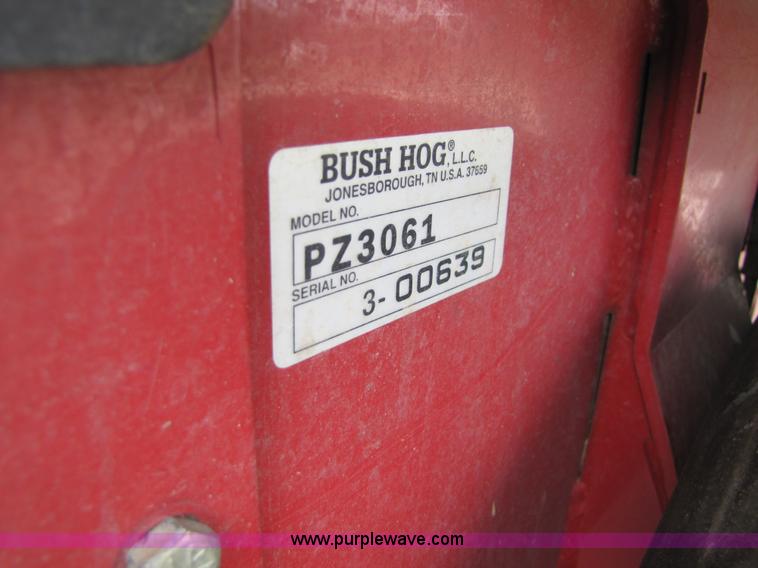 BUSH HOG®, L.L.C.
JONESBOROUGH, TN U.S.A. 37659
MODEL NO.
PZ3061
SERIAL NO.
3-00639
www.purplewave.com